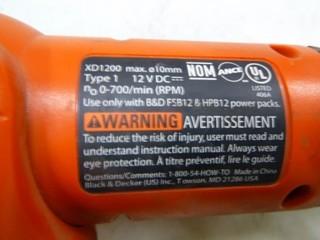 XD1200 max. ø10mm
Type 1 12 V DC⎓
n0 0-700/min (RPM)
NOM ANCE UL
LISTED
406A
Use only with B&D FSB12 & HPB12 power packs.
WARNING AVERTISSEMENT
To reduce the risk of injury, user must read and
understand instruction manual. Always wear
eye protection. À titre préventif, lire le guide.
Questions/Comments: 1-800-54-HOW-TO Made in China
Black & Decker (US) Inc., Towson, MD 21286-USA